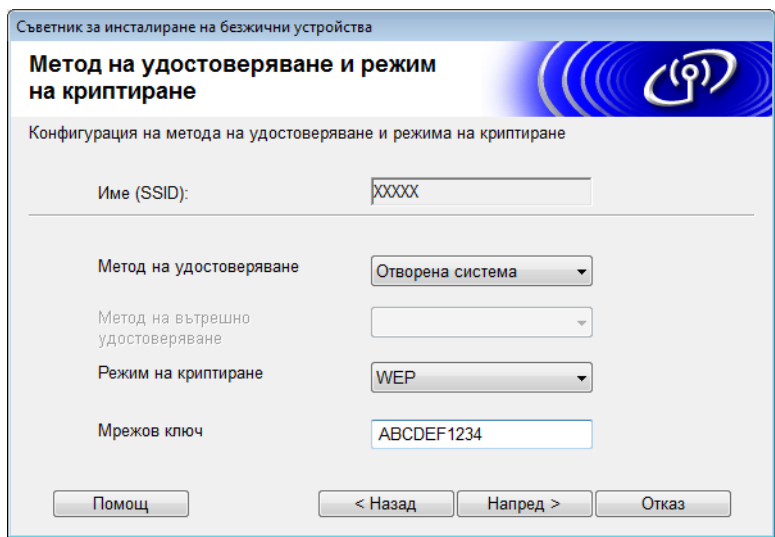 Съветник за инсталиране на безжични устройства
Метод на удостоверяване и режим
на криптиране
Конфигурация на метода на удостоверяване и режима на криптиране
Име (SSID): XXXXX
Метод на удостоверяване Отворена система
Метод на вътрешно
удостоверяване
Режим на криптиране WEP
Мрежов ключ ABCDEF1234
Помощ < Назад Напред > Отказ